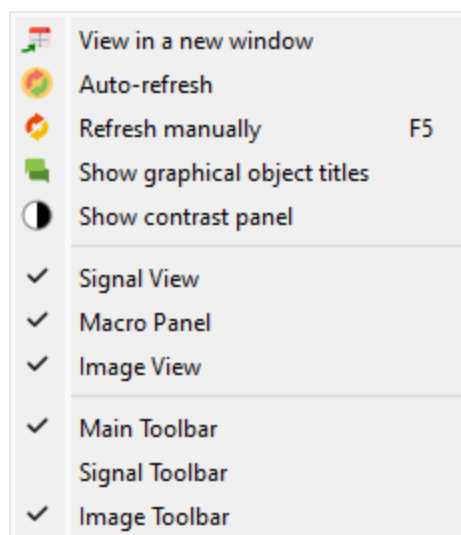 View in a new window
Auto-refresh
Refresh manually F5
Show graphical object titles
Show contrast panel
Signal View
Macro Panel
Image View
Main Toolbar
Signal Toolbar
Image Toolbar